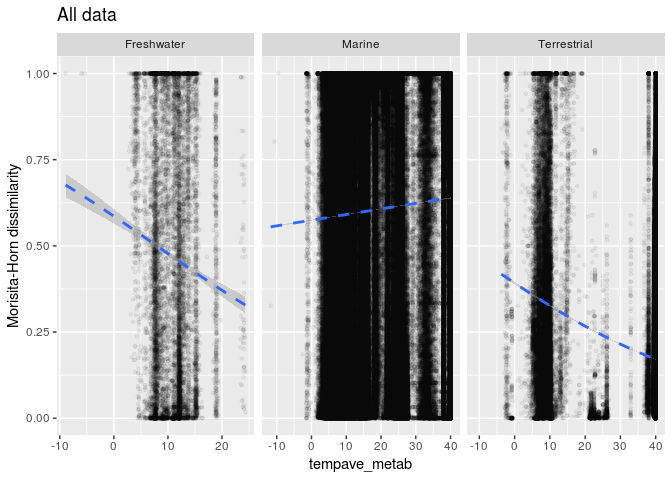 All data
Freshwater Marine Terrestrial
1.00
0.75
0.50
0.25
0.00
Morisita-Horn dissimilarity
-10 0 10 20 -10 0 10 20 30 40 -10 0 10 20 30 40
tempave_metab